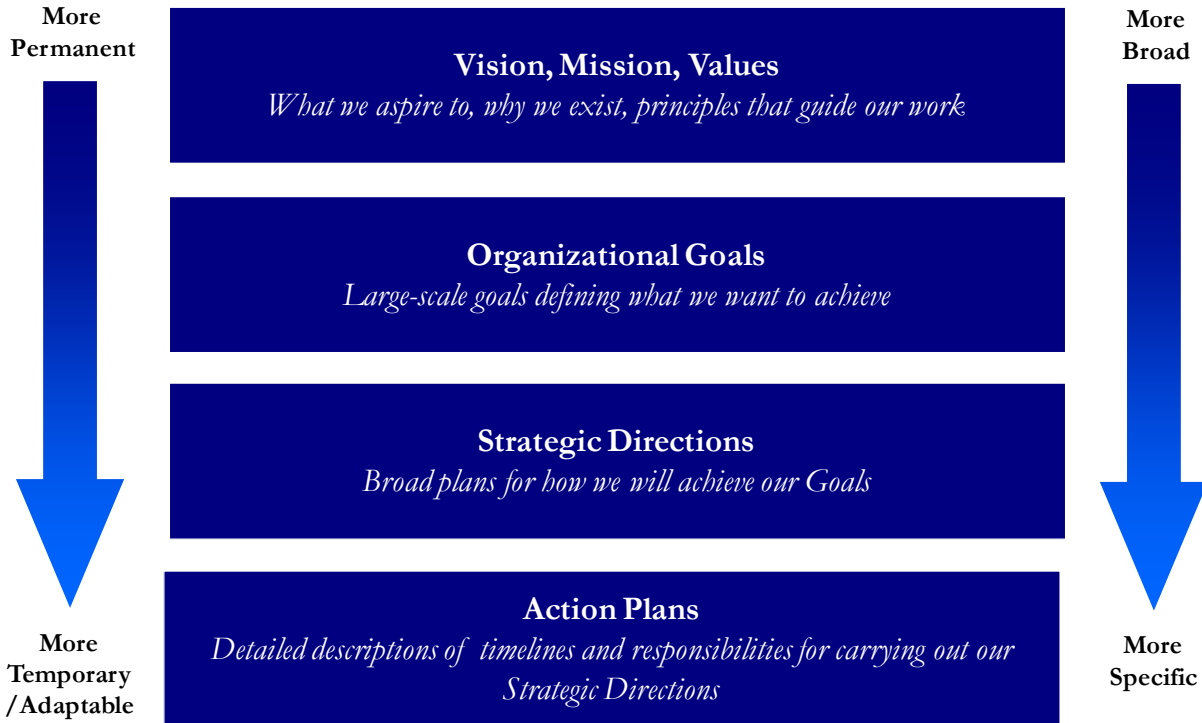 More
Permanent
More
Broad
Vision, Mission, Values
What we aspire to, why we exist, principles that guide our work
Organizational Goals
Large-scale goals defining what we want to achieve
Strategic Directions
Broad plans for how we will achieve our Goals
Action Plans
Detailed descriptions of timelines and responsibilities for carrying out our
Strategic Directions
More
Temporary
/Adaptable
More
Specific